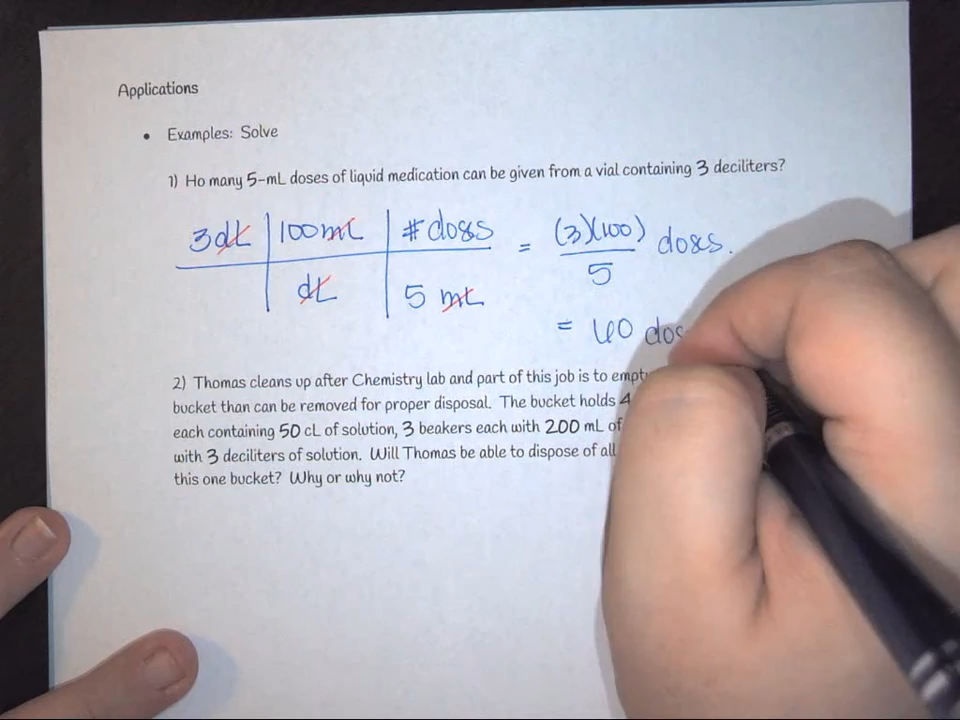 Applications
• Examples: Solve
1) Ho many 5-mL doses of liquid medication can be given from a vial containing 3 deciliters?
3dL | 100mL | # doses = (3)(100) doses.
dL | 5 mL 5
= 60 dos
2) Thomas cleans up after Chemistry lab and part of this job is to empt
bucket than can be removed for proper disposal. The bucket holds 4
each containing 50 cL of solution, 3 beakers each with 200 mL of
with 3 deciliters of solution. Will Thomas be able to dispose of all
this one bucket? Why or why not?